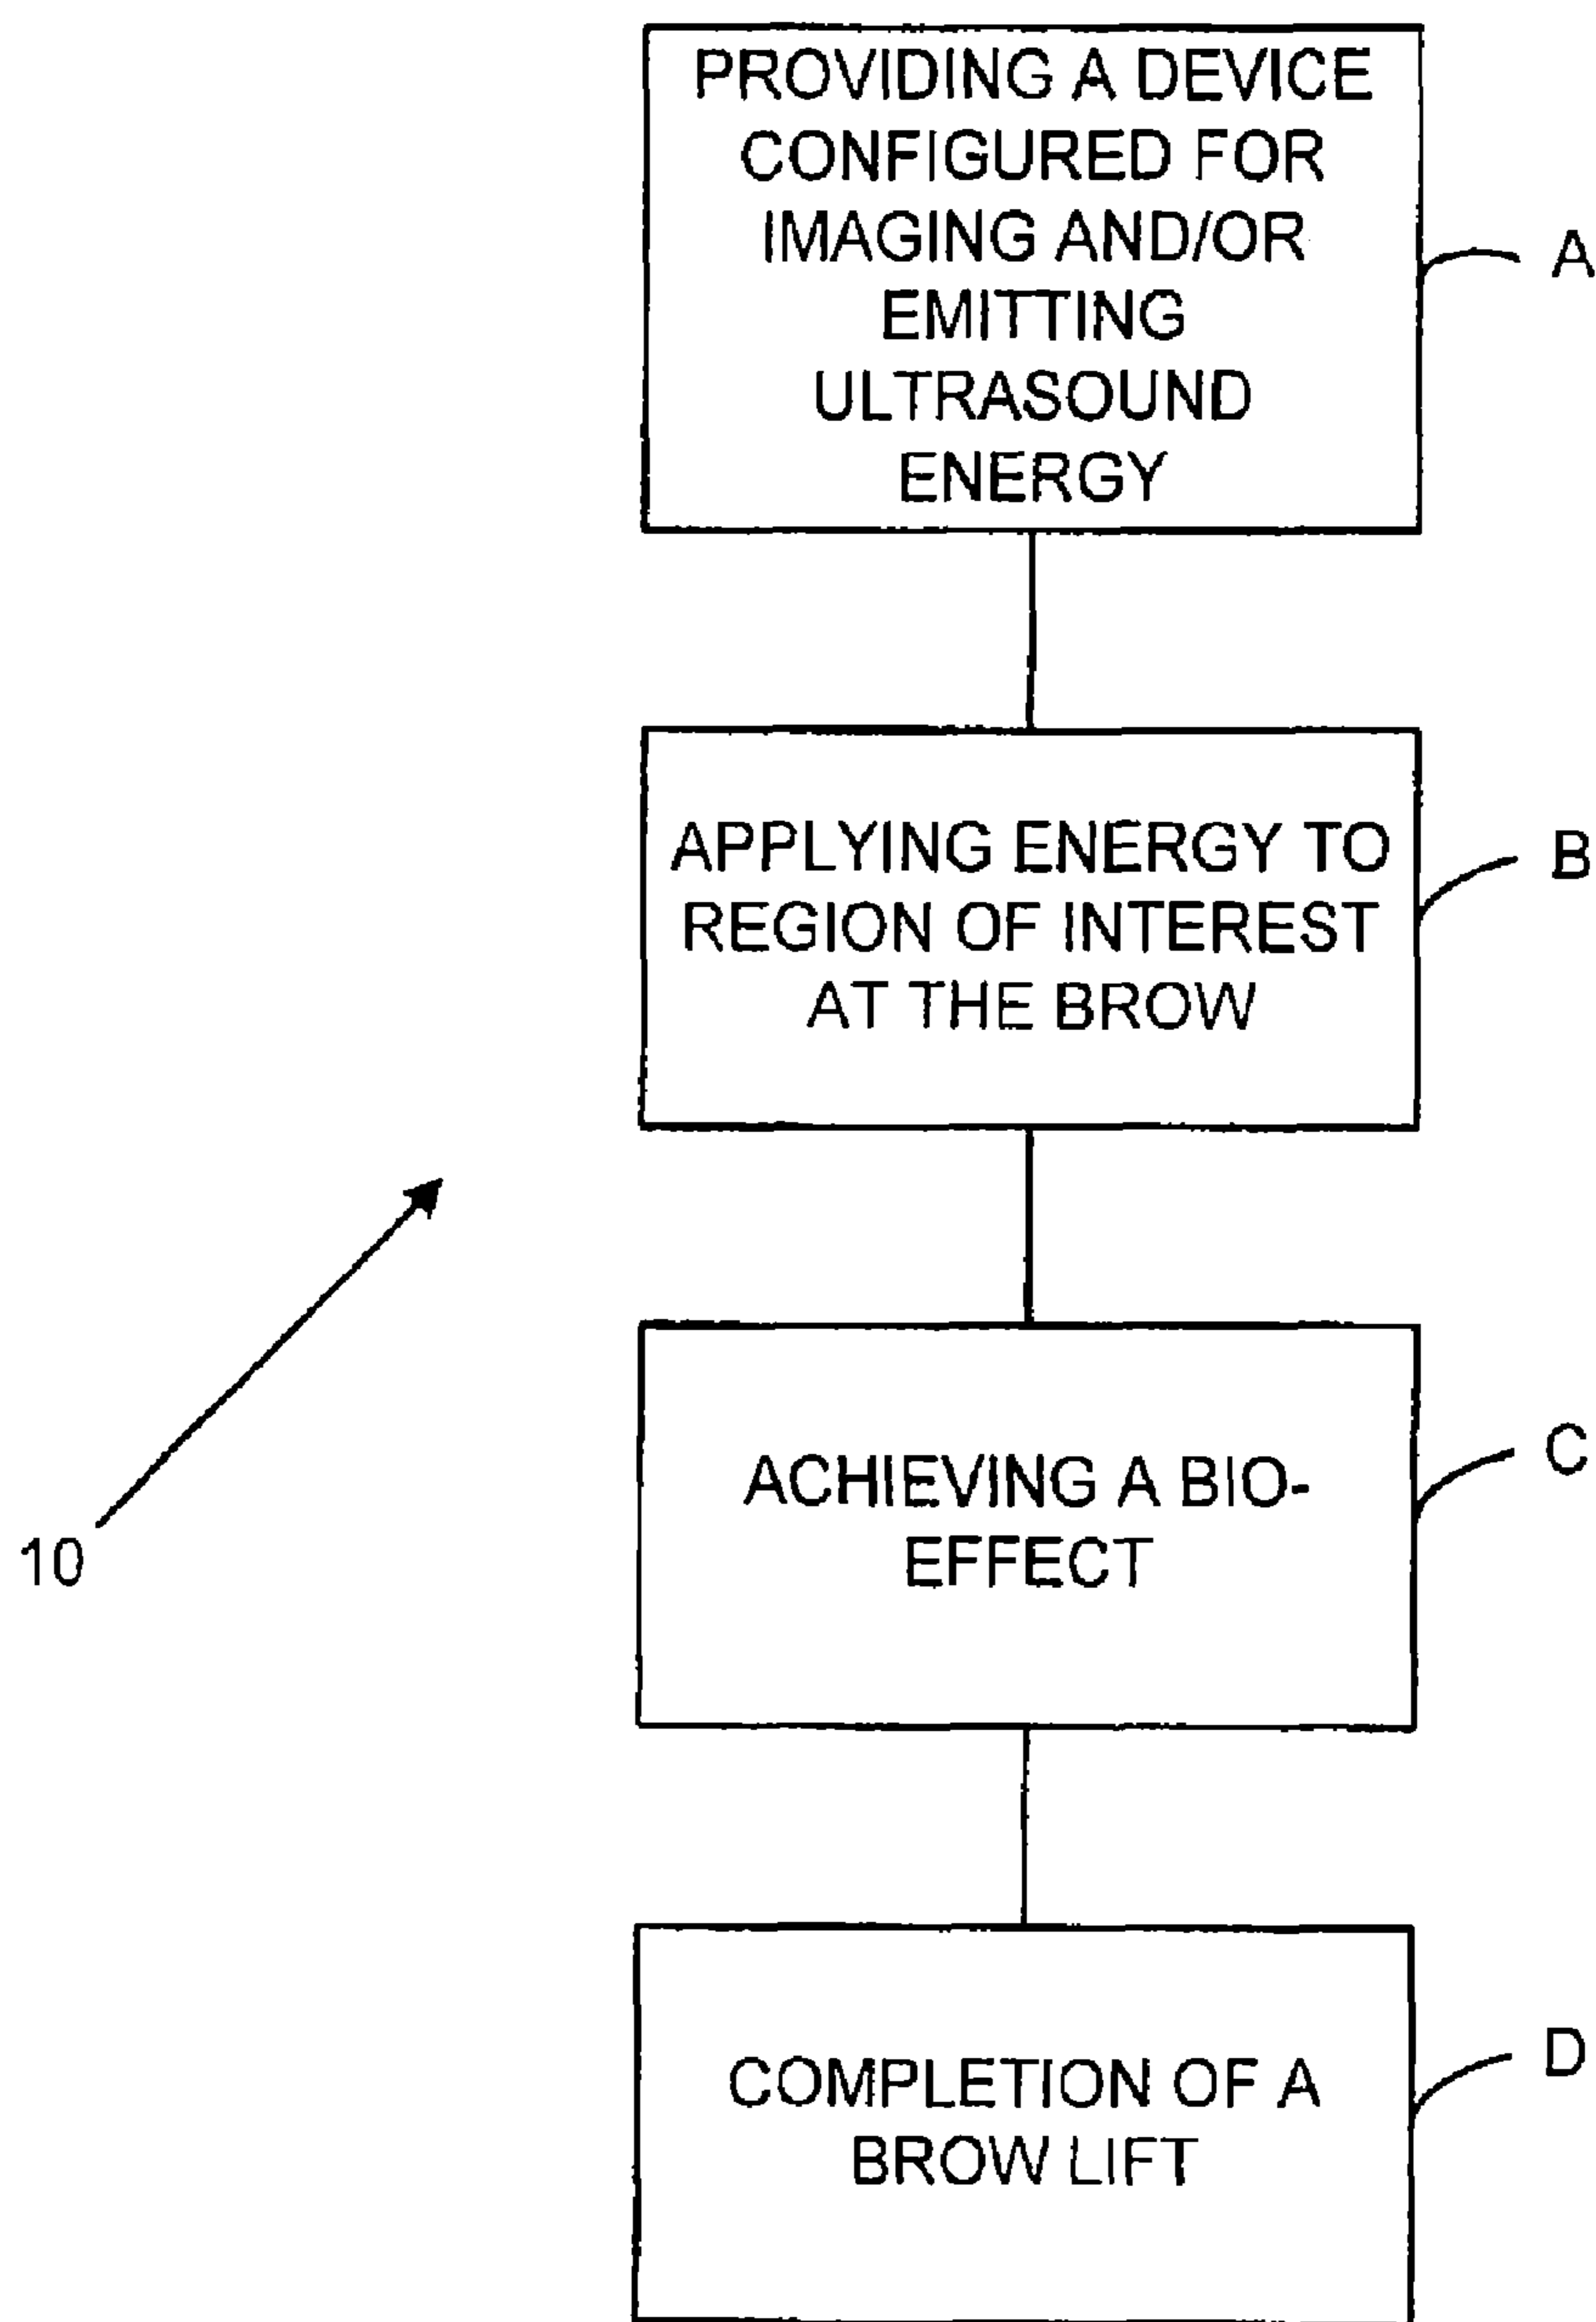 PROVIDING A DEVICE
CONFIGURED FOR
IMAGING AND/OR
EMITTING
ULTRASOUND
ENERGY
A
APPLYING ENERGY TO
REGION OF INTEREST
AT THE BROW
B
ACHIEVING A BIO-
EFFECT
C
10
COMPLETION OF A
BROW LIFT
D